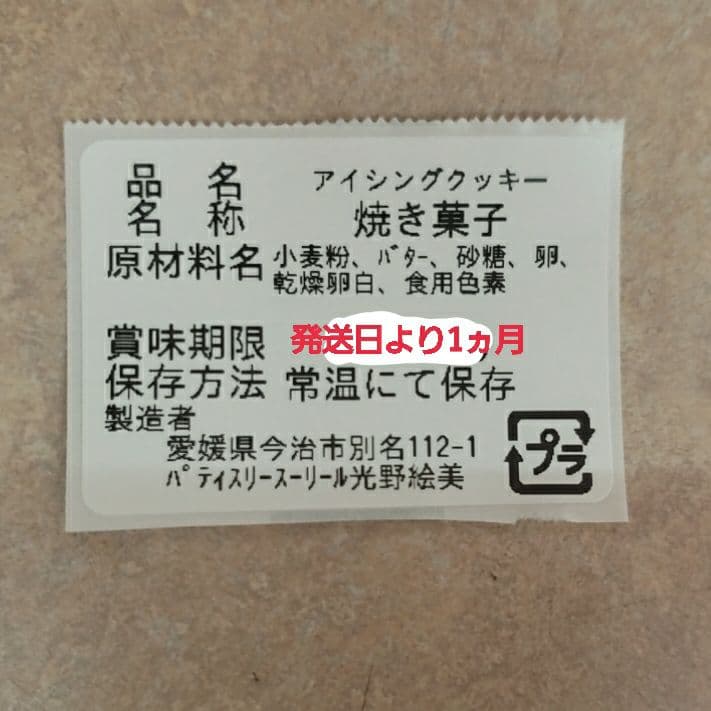 品名 アイシングクッキー
名称 焼き菓子
原材料名 小麦粉、バター、砂糖、卵、
乾燥卵白、食用色素
賞味期限 発送日より1ヵ月
保存方法 常温にて保存
製造者
愛媛県今治市別名112-1
パティスリースーリール光野絵美
プラ